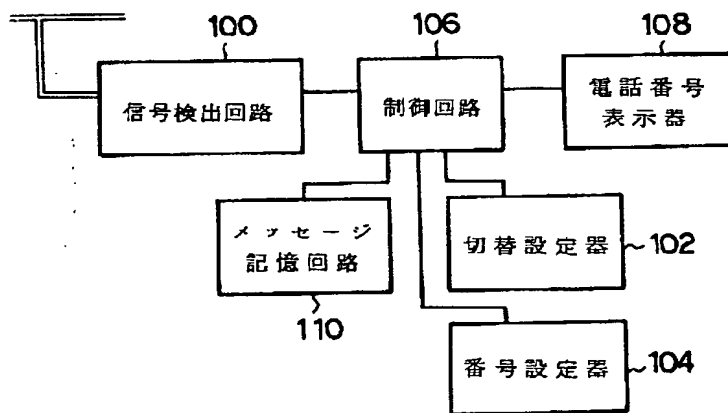 100
106
108
信号検出回路
制御回路
電話番号
表示器
メッセージ
記憶回路
110
切替設定器
102
番号設定器
104